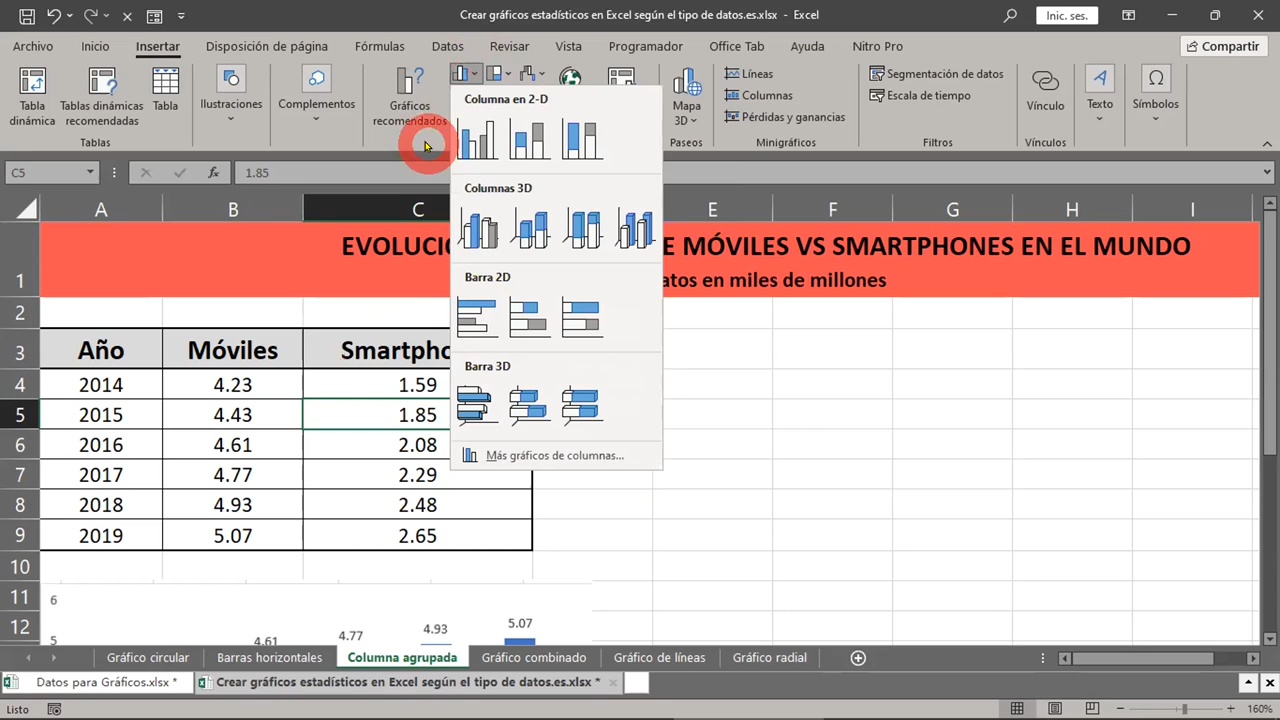 Crear gráficos estadísticos en Excel según el tipo de datos.es.xlsx - Excel
Inic. ses.
Archivo Inicio Insertar Disposición de página Fórmulas Datos Revisar Vista Programador Office Tab Ayuda Nitro Pro Compartir
Tabla dinámica
Tablas dinámicas recomendadas
Tabla
Tablas
Ilustraciones
Complementos
Gráficos recomendados
Mapa 3D
Paseos
Líneas
Columnas
Pérdidas y ganancias
Minigráficos
Segmentación de datos
Escala de tiempo
Filtros
Vínculo
Vínculos
Texto
Símbolos
Columna en 2-D
Columnas 3D
Barra 2D
Barra 3D
Más gráficos de columnas...
C5 fx 1.85
A B C E F G H I
1 EVOLUCIÓ E MÓVILES VS SMARTPHONES EN EL MUNDO
atos en miles de millones
2
3 Año Móviles Smartpho
4 2014 4.23 1.59
5 2015 4.43 1.85
6 2016 4.61 2.08
7 2017 4.77 2.29
8 2018 4.93 2.48
9 2019 5.07 2.65
10
11 6
12 5 4.61 4.77 4.93 5.07
Gráfico circular Barras horizontales Columna agrupada Gráfico combinado Gráfico de líneas Gráfico radial
Datos para Gráficos.xlsx * Crear gráficos estadísticos en Excel según el tipo de datos.es.xlsx *
Listo 160%